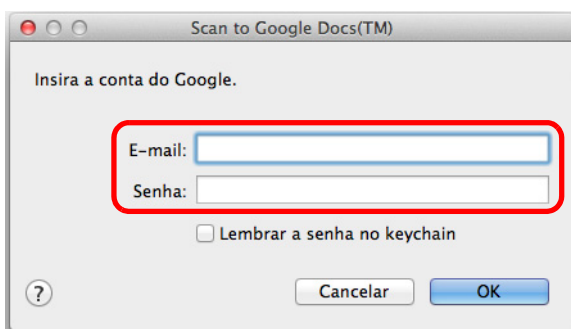 Scan to Google Docs(TM)
Insira a conta do Google.
E-mail:
Senha:
Lembrar a senha no keychain
? Cancelar OK